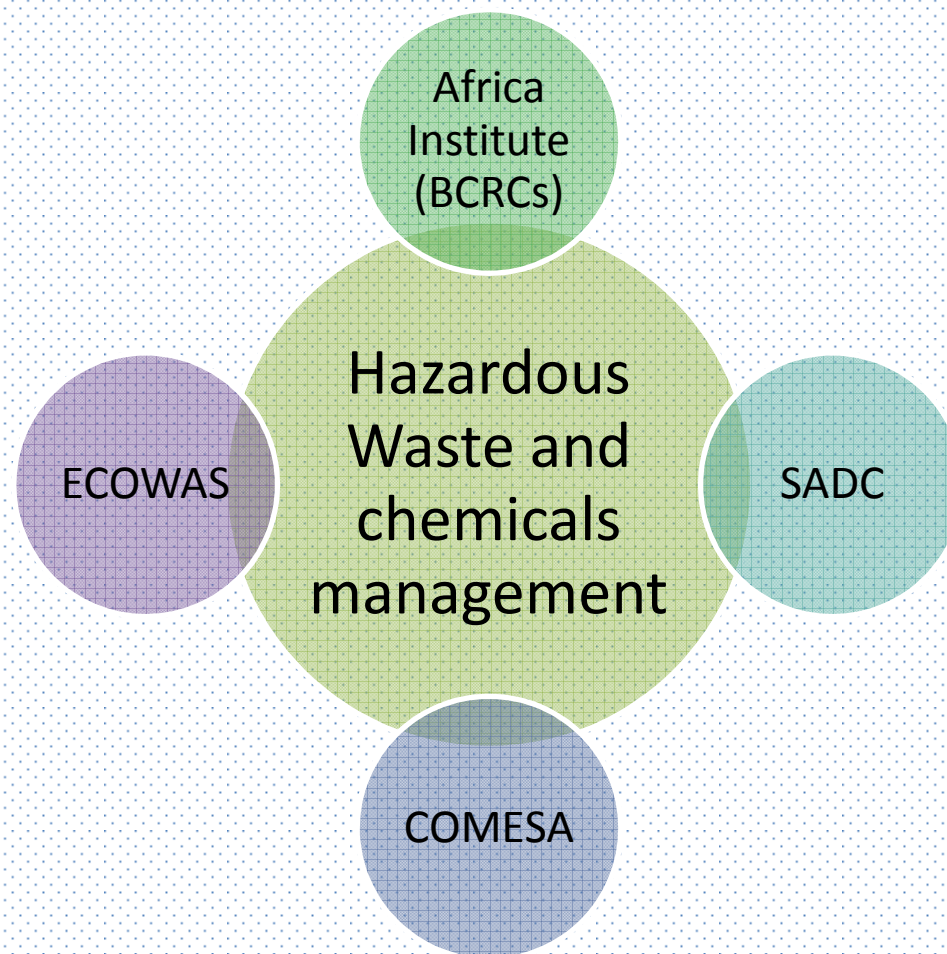 Africa
Institute
(BCRCs)
Hazardous
Waste and
chemicals
management
ECOWAS
SADC
COMESA